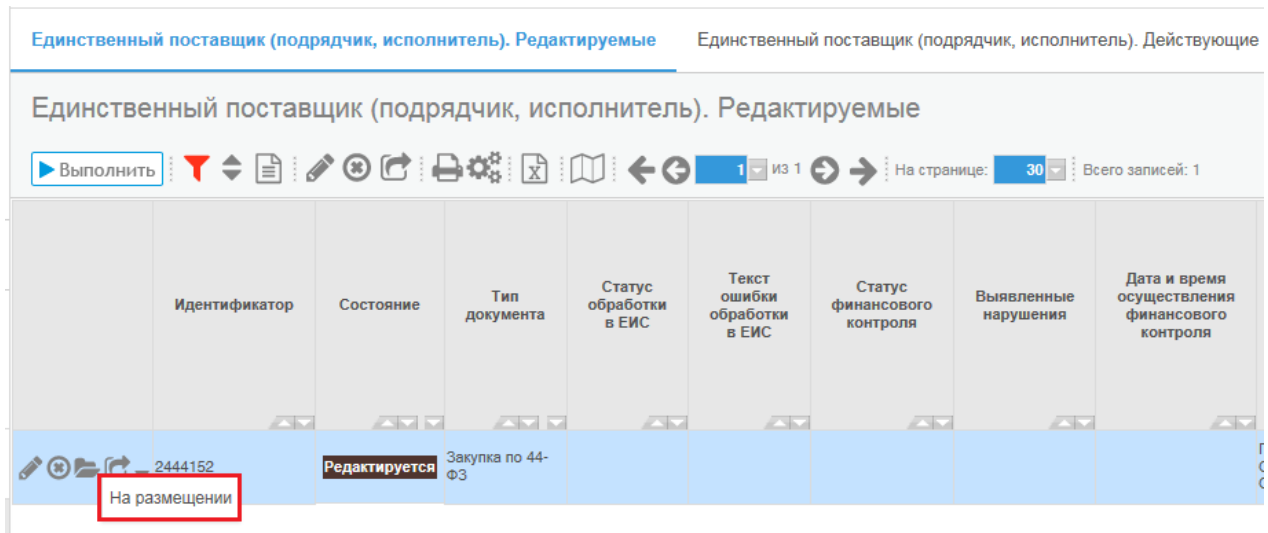 Единственный поставщик (подрядчик, исполнитель). Редактируемые Единственный поставщик (подрядчик, исполнитель). Действующие
Единственный поставщик (подрядчик, исполнитель). Редактируемые
Выполнить 1 из 1 На странице: 30 Всего записей: 1
Идентификатор
Состояние
Тип
документа
Статус
обработки
в ЕИС
Текст
ошибки
обработки
в ЕИС
Статус
финансового
контроля
Выявленные
нарушения
Дата и время
осуществления
финансового
контроля
2444152
Редактируется
Закупка по 44-
ФЗ
На размещении